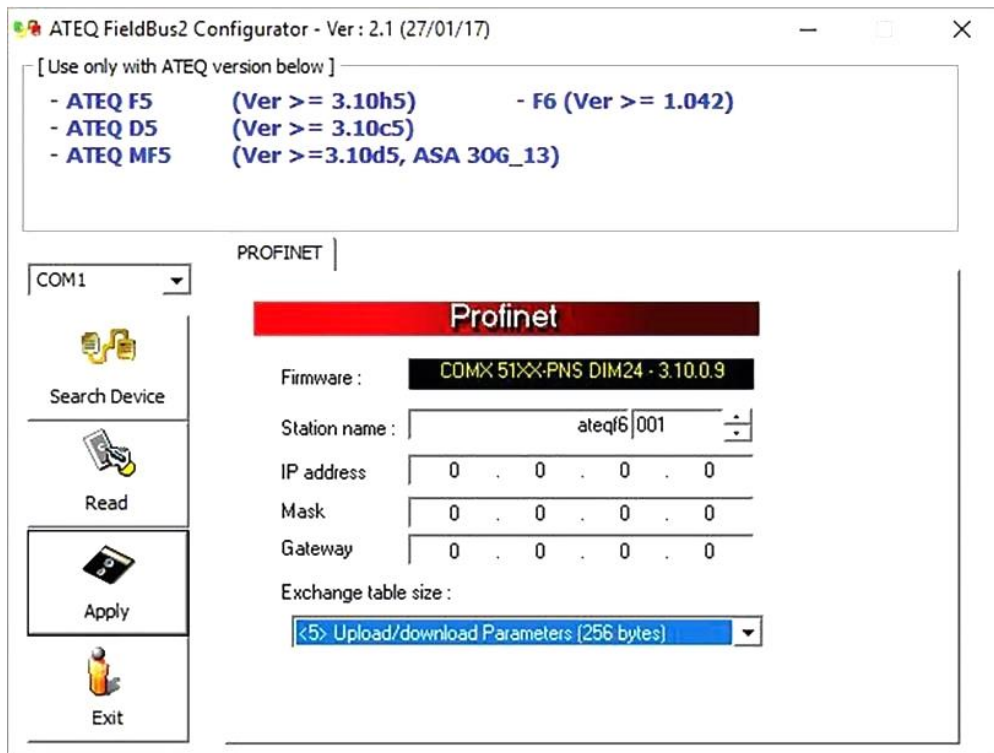 ATEQ FieldBus2 Configurator - Ver : 2.1 (27/01/17)
[ Use only with ATEQ version below ]
- ATEQ F5 (Ver >= 3.10h5) - F6 (Ver >= 1.042)
- ATEQ D5 (Ver >= 3.10c5)
- ATEQ MF5 (Ver >=3.10d5, ASA 3OG_13)
PROFINET
COM1
Profinet
Search Device
Firmware : COMX 51XX-PNS DIM24 - 3.10.0.9
Station name : ateqf6 001
IP address 0 . 0 . 0 . 0
Read
Mask 0 . 0 . 0 . 0
Gateway 0 . 0 . 0 . 0
Exchange table size :
Apply
<5> Upload/download Parameters (256 bytes)
Exit